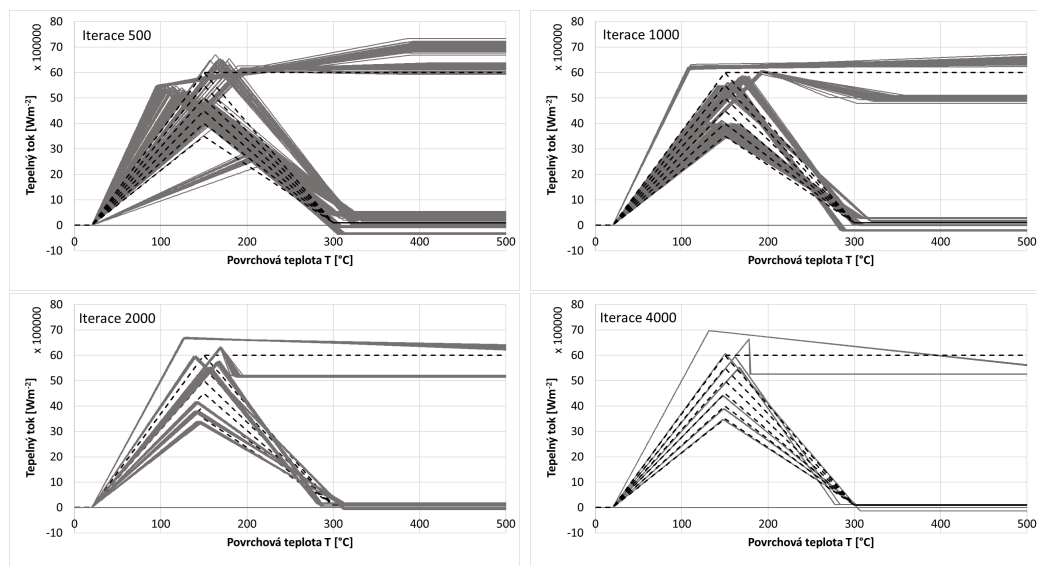 Iterace 500
x 100000
Tepelný tok [Wm⁻²]
80
70
60
50
40
30
20
10
0
-10
0 100 200 300 400 500
Povrchová teplota T [°C]
Iterace 1000
x 100000
Tepelný tok [Wm⁻²]
80
70
60
50
40
30
20
10
0
-10
0 100 200 300 400 500
Povrchová teplota T [°C]
Iterace 2000
x 100000
Tepelný tok [Wm⁻²]
80
70
60
50
40
30
20
10
0
-10
0 100 200 300 400 500
Povrchová teplota T [°C]
Iterace 4000
x 100000
Tepelný tok [Wm⁻²]
80
70
60
50
40
30
20
10
0
-10
0 100 200 300 400 500
Povrchová teplota T [°C]